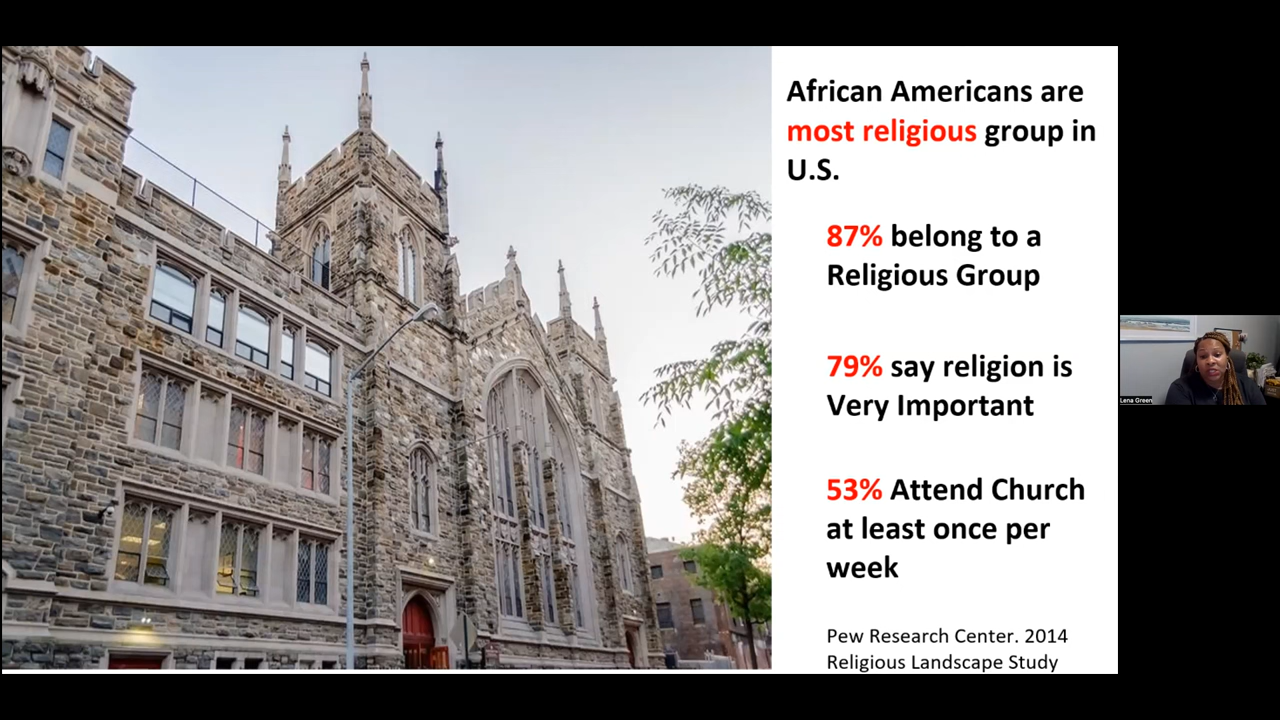 African Americans are
most religious group in
U.S.
87% belong to a
Religious Group
79% say religion is
Very Important
53% Attend Church
at least once per
week
Pew Research Center. 2014
Religious Landscape Study
Lena Green